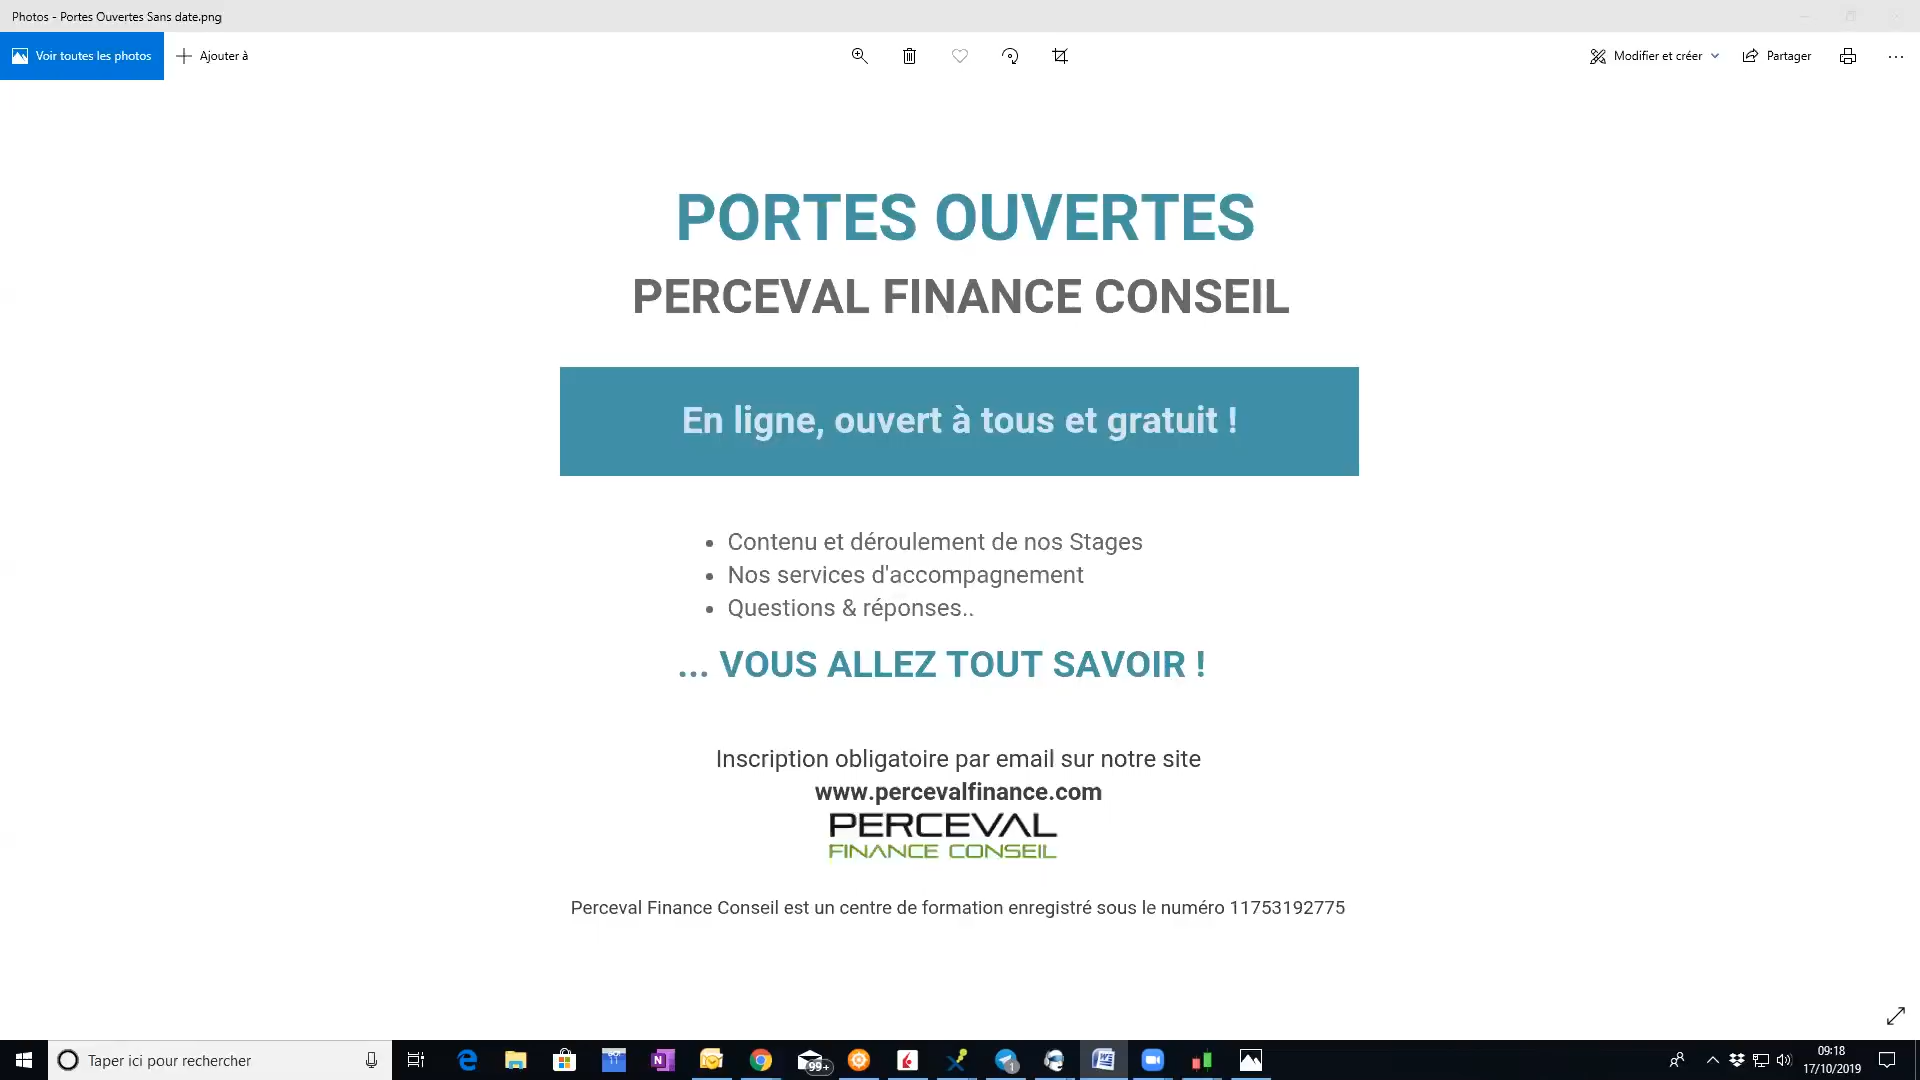 Photos - Portes Ouvertes Sans date.png
Voir toutes les photos
Ajouter à
Modifier et créer
Partager
PORTES OUVERTES
PERCEVAL FINANCE CONSEIL
En ligne, ouvert à tous et gratuit !
• Contenu et déroulement de nos Stages
• Nos services d'accompagnement
• Questions & réponses..
... VOUS ALLEZ TOUT SAVOIR !
Inscription obligatoire par email sur notre site
www.percevalfinance.com
PERCEVAL
FINANCE CONSEIL
Perceval Finance Conseil est un centre de formation enregistré sous le numéro 11753192775
Taper ici pour rechercher
99+
1
09:18
17/10/2019